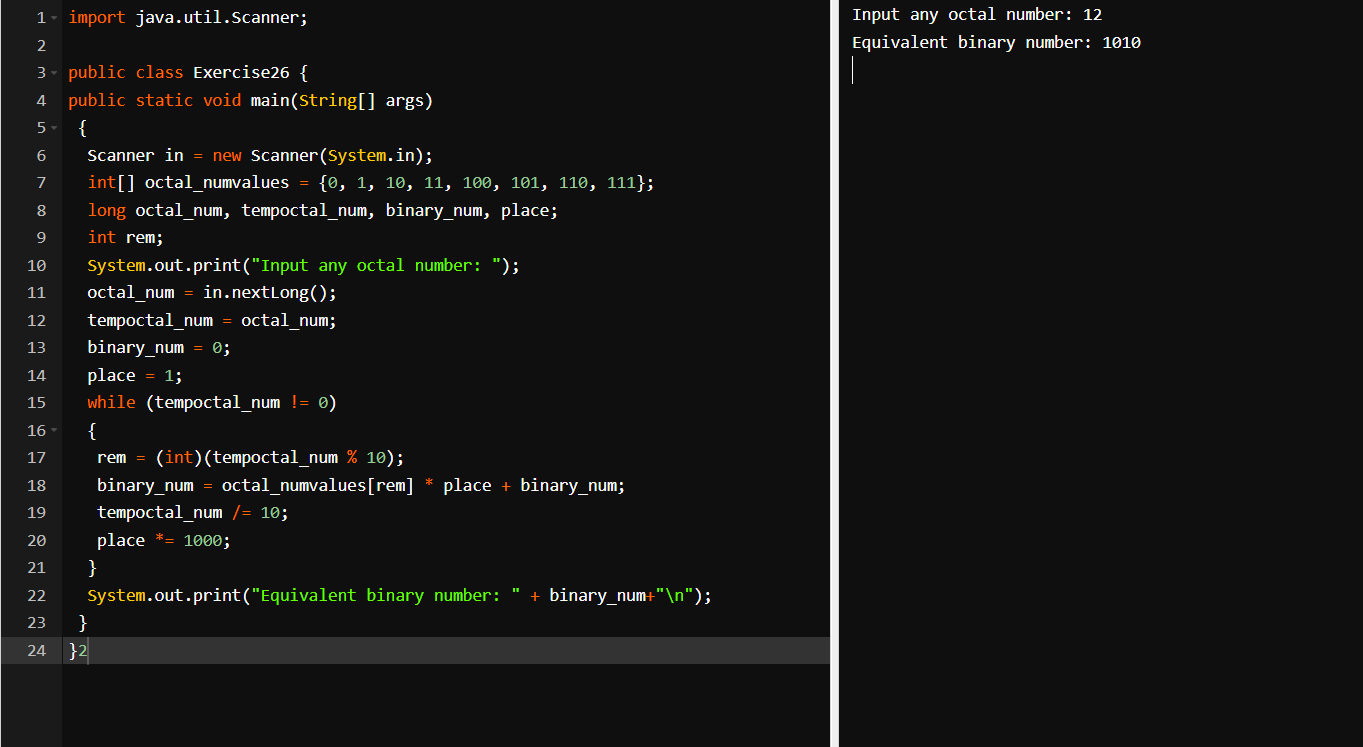 1 import java.util.Scanner;
2
3 public class Exercise26 {
4 public static void main(String[] args)
5  {
6   Scanner in = new Scanner(System.in);
7   int[] octal_numvalues = {0, 1, 10, 11, 100, 101, 110, 111};
8   long octal_num, tempoctal_num, binary_num, place;
9   int rem;
10   System.out.print("Input any octal number: ");
11   octal_num = in.nextLong();
12   tempoctal_num = octal_num;
13   binary_num = 0;
14   place = 1;
15   while (tempoctal_num != 0)
16   {
17    rem = (int)(tempoctal_num % 10);
18    binary_num = octal_numvalues[rem] * place + binary_num;
19    tempoctal_num /= 10;
20    place *= 1000;
21   }
22   System.out.print("Equivalent binary number: " + binary_num+"\n");
23  }
24 }2
Input any octal number: 12
Equivalent binary number: 1010